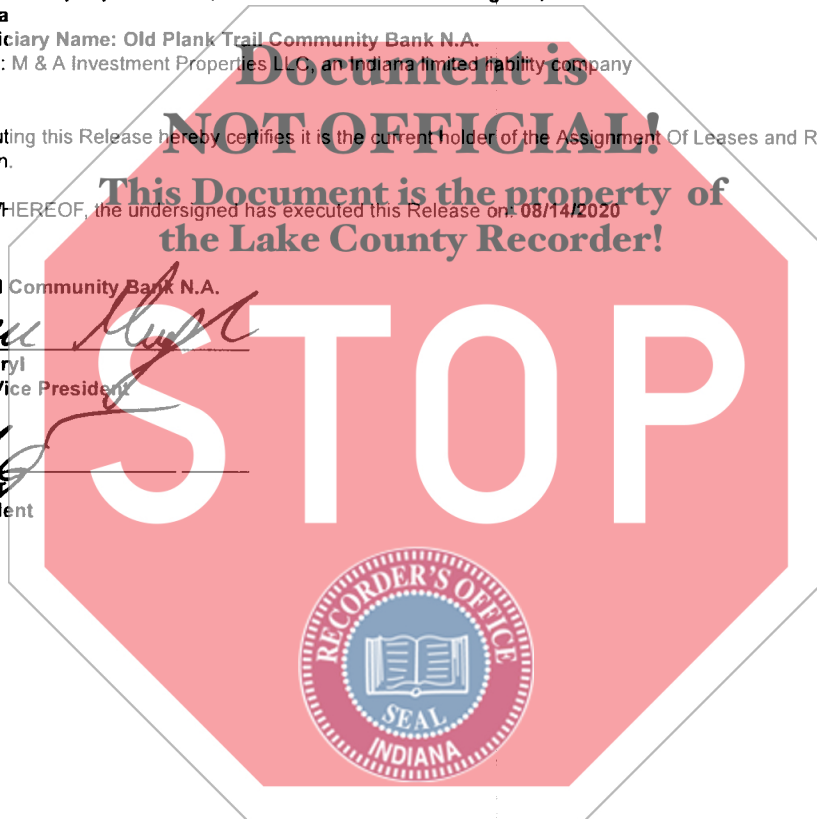 a
iciary Name: Old Plank Trail Community Bank N.A.
: M & A Investment Properties LLC, an Indiana limited liability company
Document is
uting this Release hereby certifies it is the current holder of the Assignment Of Leases and R
n.
NOT OFFICIAL!
This Document is the property of
HEREOF, the undersigned has executed this Release on: 08/14/2020
the Lake County Recorder!
Community Bank N.A.
ryl
Vice President
STOP
dent
RECORDER'S OFFICE
SEAL
INDIANA